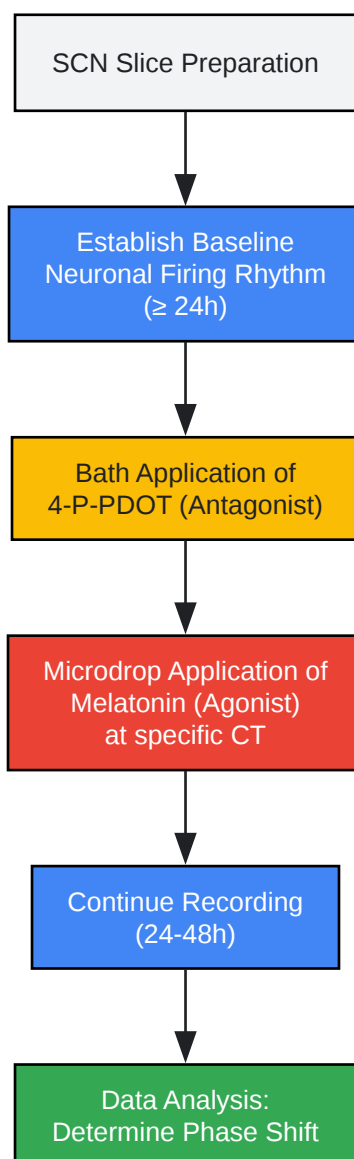 SCN Slice Preparation
Establish Baseline
Neuronal Firing Rhythm
(≥ 24h)
Bath Application of
4-P-PDOT (Antagonist)
Microdrop Application of
Melatonin (Agonist)
at specific CT
Continue Recording
(24-48h)
Data Analysis:
Determine Phase Shift